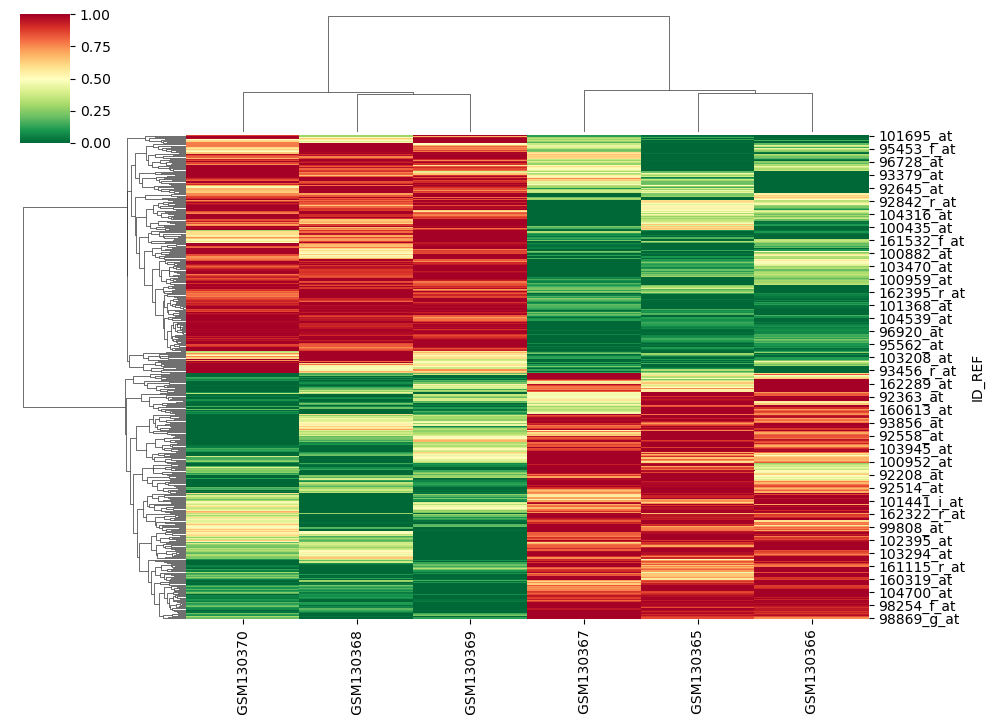 1.00
0.75
0.50
0.25
0.00
101695_at
95453_f_at
96728_at
93379_at
92645_at
92842_r_at
104316_at
100435_at
161532_f_at
100882_at
103470_at
100959_at
162395_r_at
101368_at
104539_at
96920_at
95562_at
103208_at
93456_r_at
162289_at
92363_at
160613_at
93856_at
92558_at
103945_at
100952_at
92208_at
92514_at
101441_i_at
162322_r_at
99808_at
102395_at
103294_at
161115_r_at
160319_at
104700_at
98254_f_at
98869_g_at
ID_REF
GSM130370
GSM130368
GSM130369
GSM130367
GSM130365
GSM130366